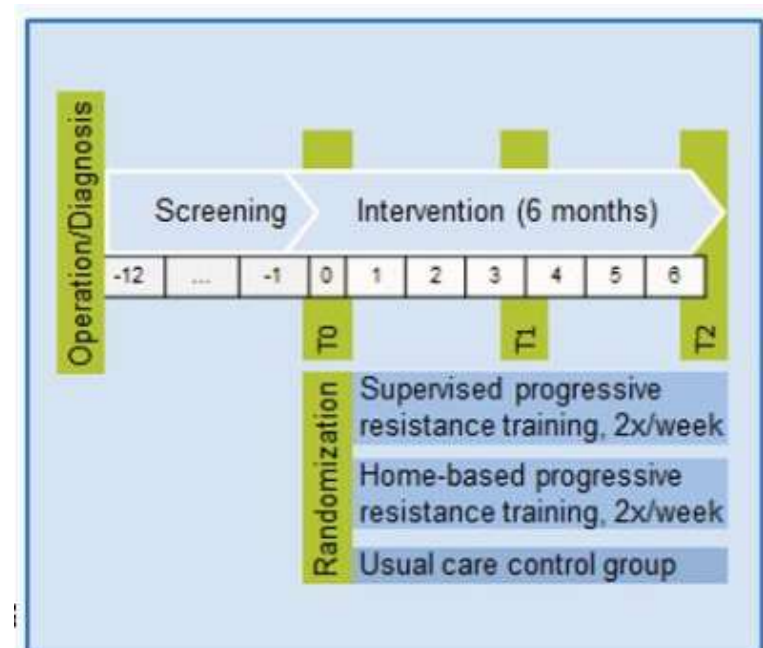 Operation/Diagnosis
Screening
Intervention (6 months)
-12 ... -1 0 1 2 3 4 5 6
T0
T1
T2
Randomization
Supervised progressive
resistance training, 2x/week
Home-based progressive
resistance training, 2x/week
Usual care control group